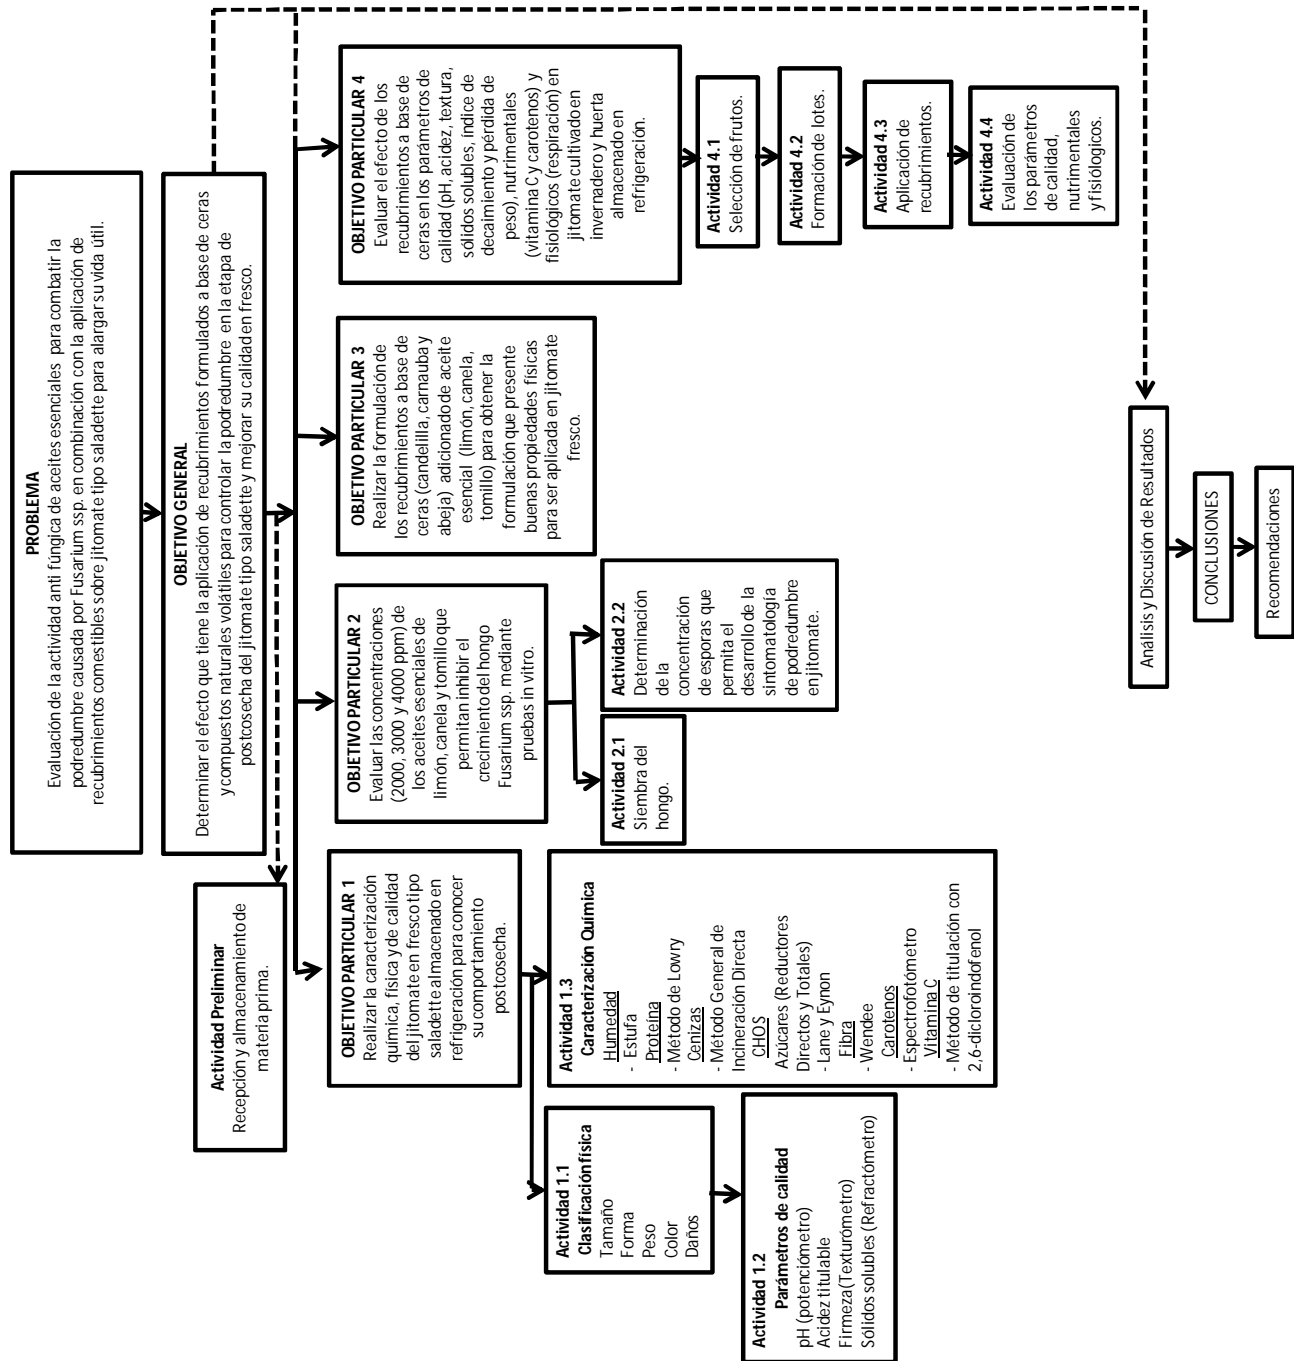 PROBLEMA
Evaluación de la actividad anti fúngica de aceites esenciales para combatir la
podredumbre causada por Fusarium ssp. en combinación con la aplicación de
recubrimientos comestibles sobre jitomate tipo saladette para alargar su vida útil.
OBJETIVO GENERAL
Determinar el efecto que tiene la aplicación de recubrimientos formulados a base de ceras
y compuestos naturales volátiles para controlar la podredumbre en la etapa de
postcosecha del jitomate tipo saladette y mejorar su calidad en fresco.
Actividad Preliminar
Recepción y almacenamiento de
materia prima.
OBJETIVO PARTICULAR 1
Realizar la caracterización
química, física y de calidad
del jitomate en fresco tipo
saladette almacenado en
refrigeración para conocer
su comportamiento
postcosecha.
Actividad 1.1
Clasificación física
Tamaño
Forma
Peso
Color
Daños
Actividad 1.2
Parámetros de calidad
pH (potenciómetro)
Acidez titulable
Firmeza(Texturómetro)
Sólidos solubles (Refractómetro)
Actividad 1.3
Caracterización Química
Humedad
- Estufa
Proteína
- Método de Lowry
Cenizas
- Método General de
Incineración Directa
CHOS
Azúcares (Reductores
Directos y Totales)
- Lane y Eynon
Fibra
- Wendee
Carotenos
- Espectrofotómetro
Vitamina C
- Método de titulación con
2,6-dicloroindofenol
OBJETIVO PARTICULAR 2
Evaluar las concentraciones
(2000, 3000 y 4000 ppm) de
los aceites esenciales de
limón, canela y tomillo que
permitan inhibir el
crecimiento del hongo
Fusarium ssp. mediante
pruebas in vitro.
Actividad 2.1
Siembra del
hongo.
Actividad 2.2
Determinación
de la
concentración
de esporas que
permita el
desarrollo de la
sintomatología
de podredumbre
en jitomate.
OBJETIVO PARTICULAR 3
Realizar la formulación de
los recubrimientos a base de
ceras (candelilla, carnauba y
abeja) adicionado de aceite
esencial (limón, canela,
tomillo) para obtener la
formulación que presente
buenas propiedades físicas
para ser aplicada en jitomate
fresco.
OBJETIVO PARTICULAR 4
Evaluar el efecto de los
recubrimientos a base de
ceras en los parámetros de
calidad (pH, acidez, textura,
sólidos solubles, índice de
decaimiento y pérdida de
peso), nutrimentales
(vitamina C y carotenos) y
fisiológicos (respiración) en
jitomate cultivado en
invernadero y huerta
almacenado en
refrigeración.
Actividad 4.1
Selección de frutos.
Actividad 4.2
Formación de lotes.
Actividad 4.3
Aplicación de
recubrimientos.
Actividad 4.4
Evaluación de
los parámetros
de calidad,
nutrimentales
y fisiólogicos.
Análisis y Discusión de Resultados
CONCLUSIONES
Recomendaciones